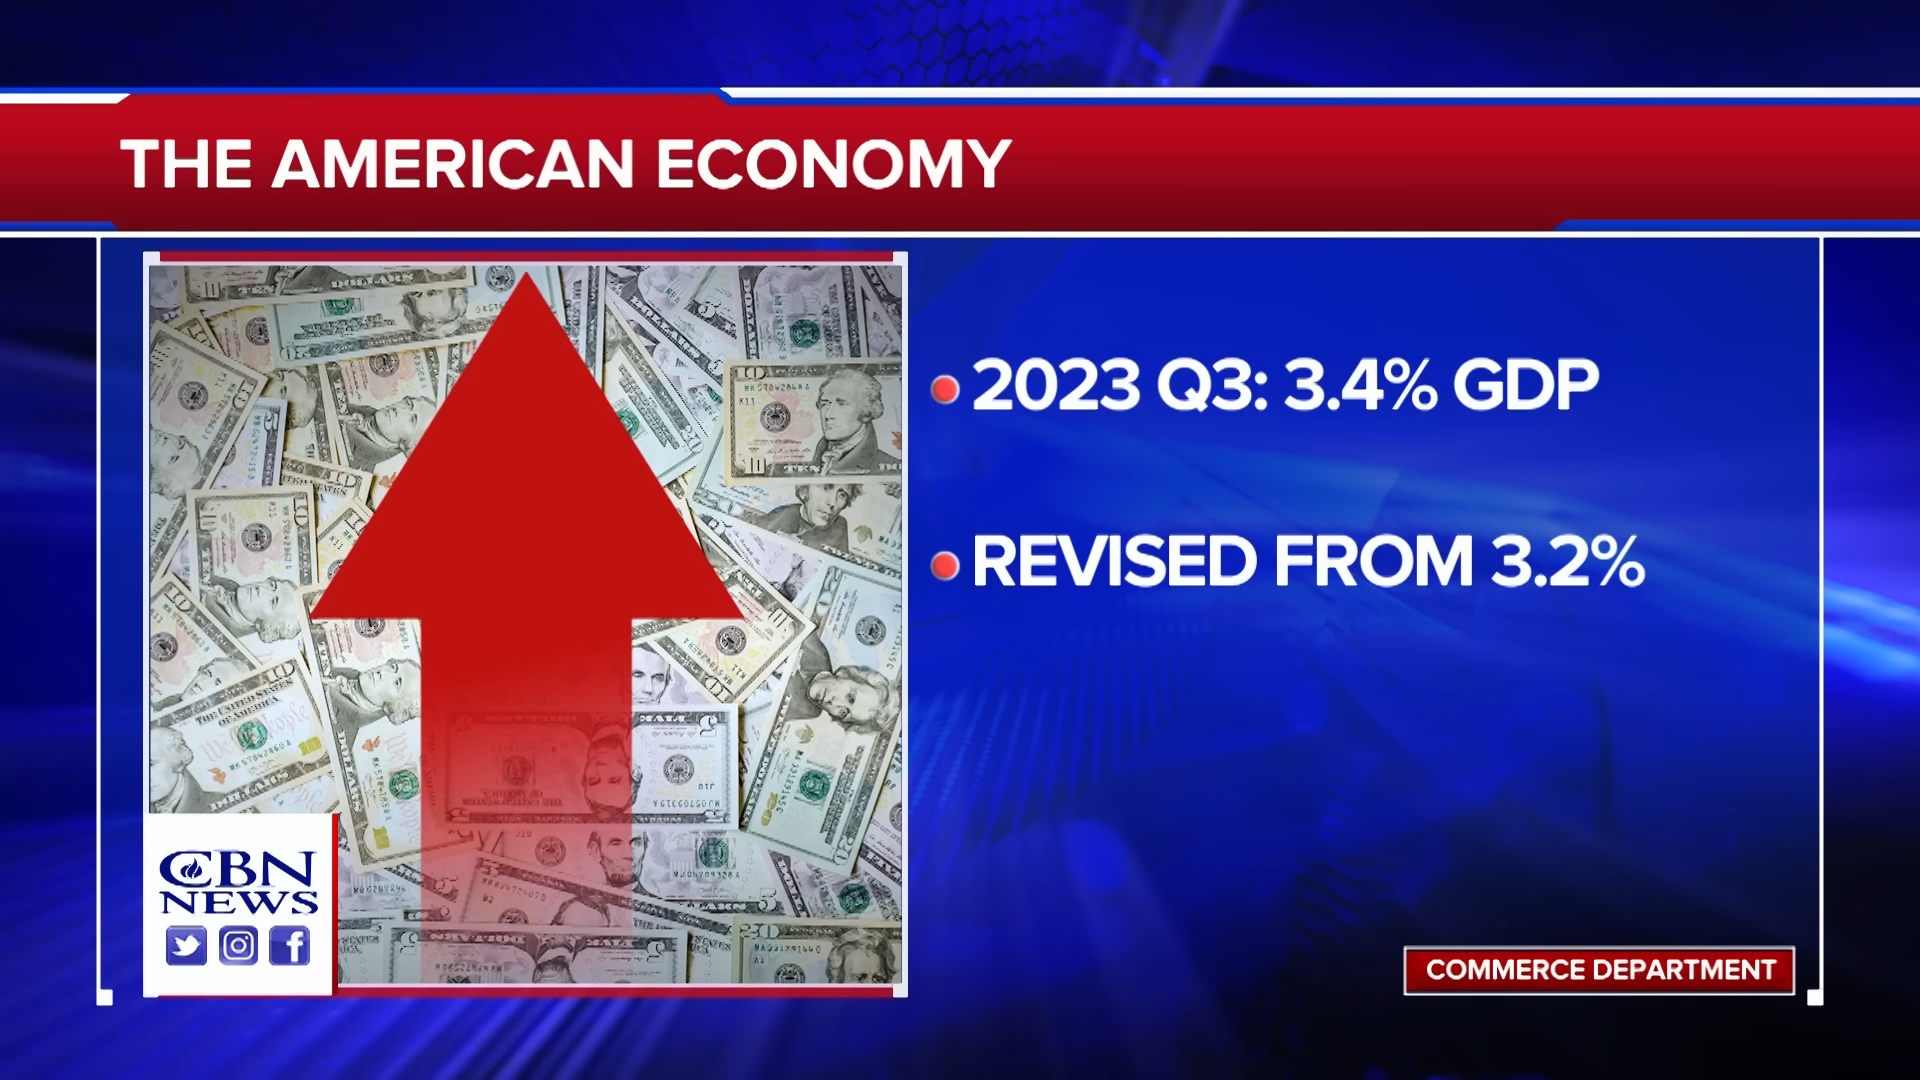 THE AMERICAN ECONOMY
2023 Q3: 3.4% GDP
REVISED FROM 3.2%
CBN
NEWS
COMMERCE DEPARTMENT